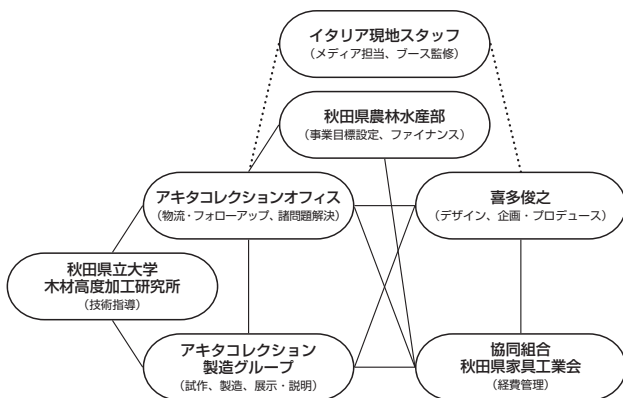 イタリア現地スタッフ
(メディア担当、ブース監修)
秋田県農林水産部
(事業目標設定、ファイナンス)
アキタコレクションオフィス
(物流・フォローアップ、諸問題解決)
喜多俊之
(デザイン、企画・プロデュース)
秋田県立大学
木材高度加工研究所
(技術指導)
アキタコレクション
製造グループ
(試作、製造、展示・説明)
協同組合
秋田県家具工業会
(経費管理)